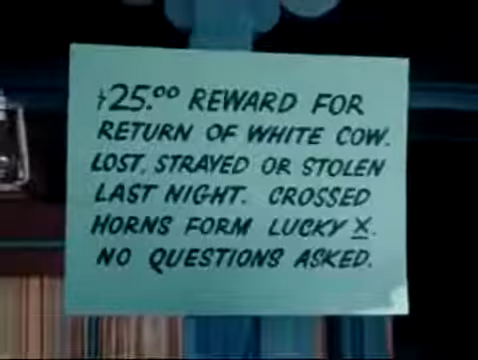 $25.00 REWARD FOR
RETURN OF WHITE COW.
LOST, STRAYED OR STOLEN
LAST NIGHT. CROSSED
HORNS FORM LUCKY X.
NO QUESTIONS ASKED.